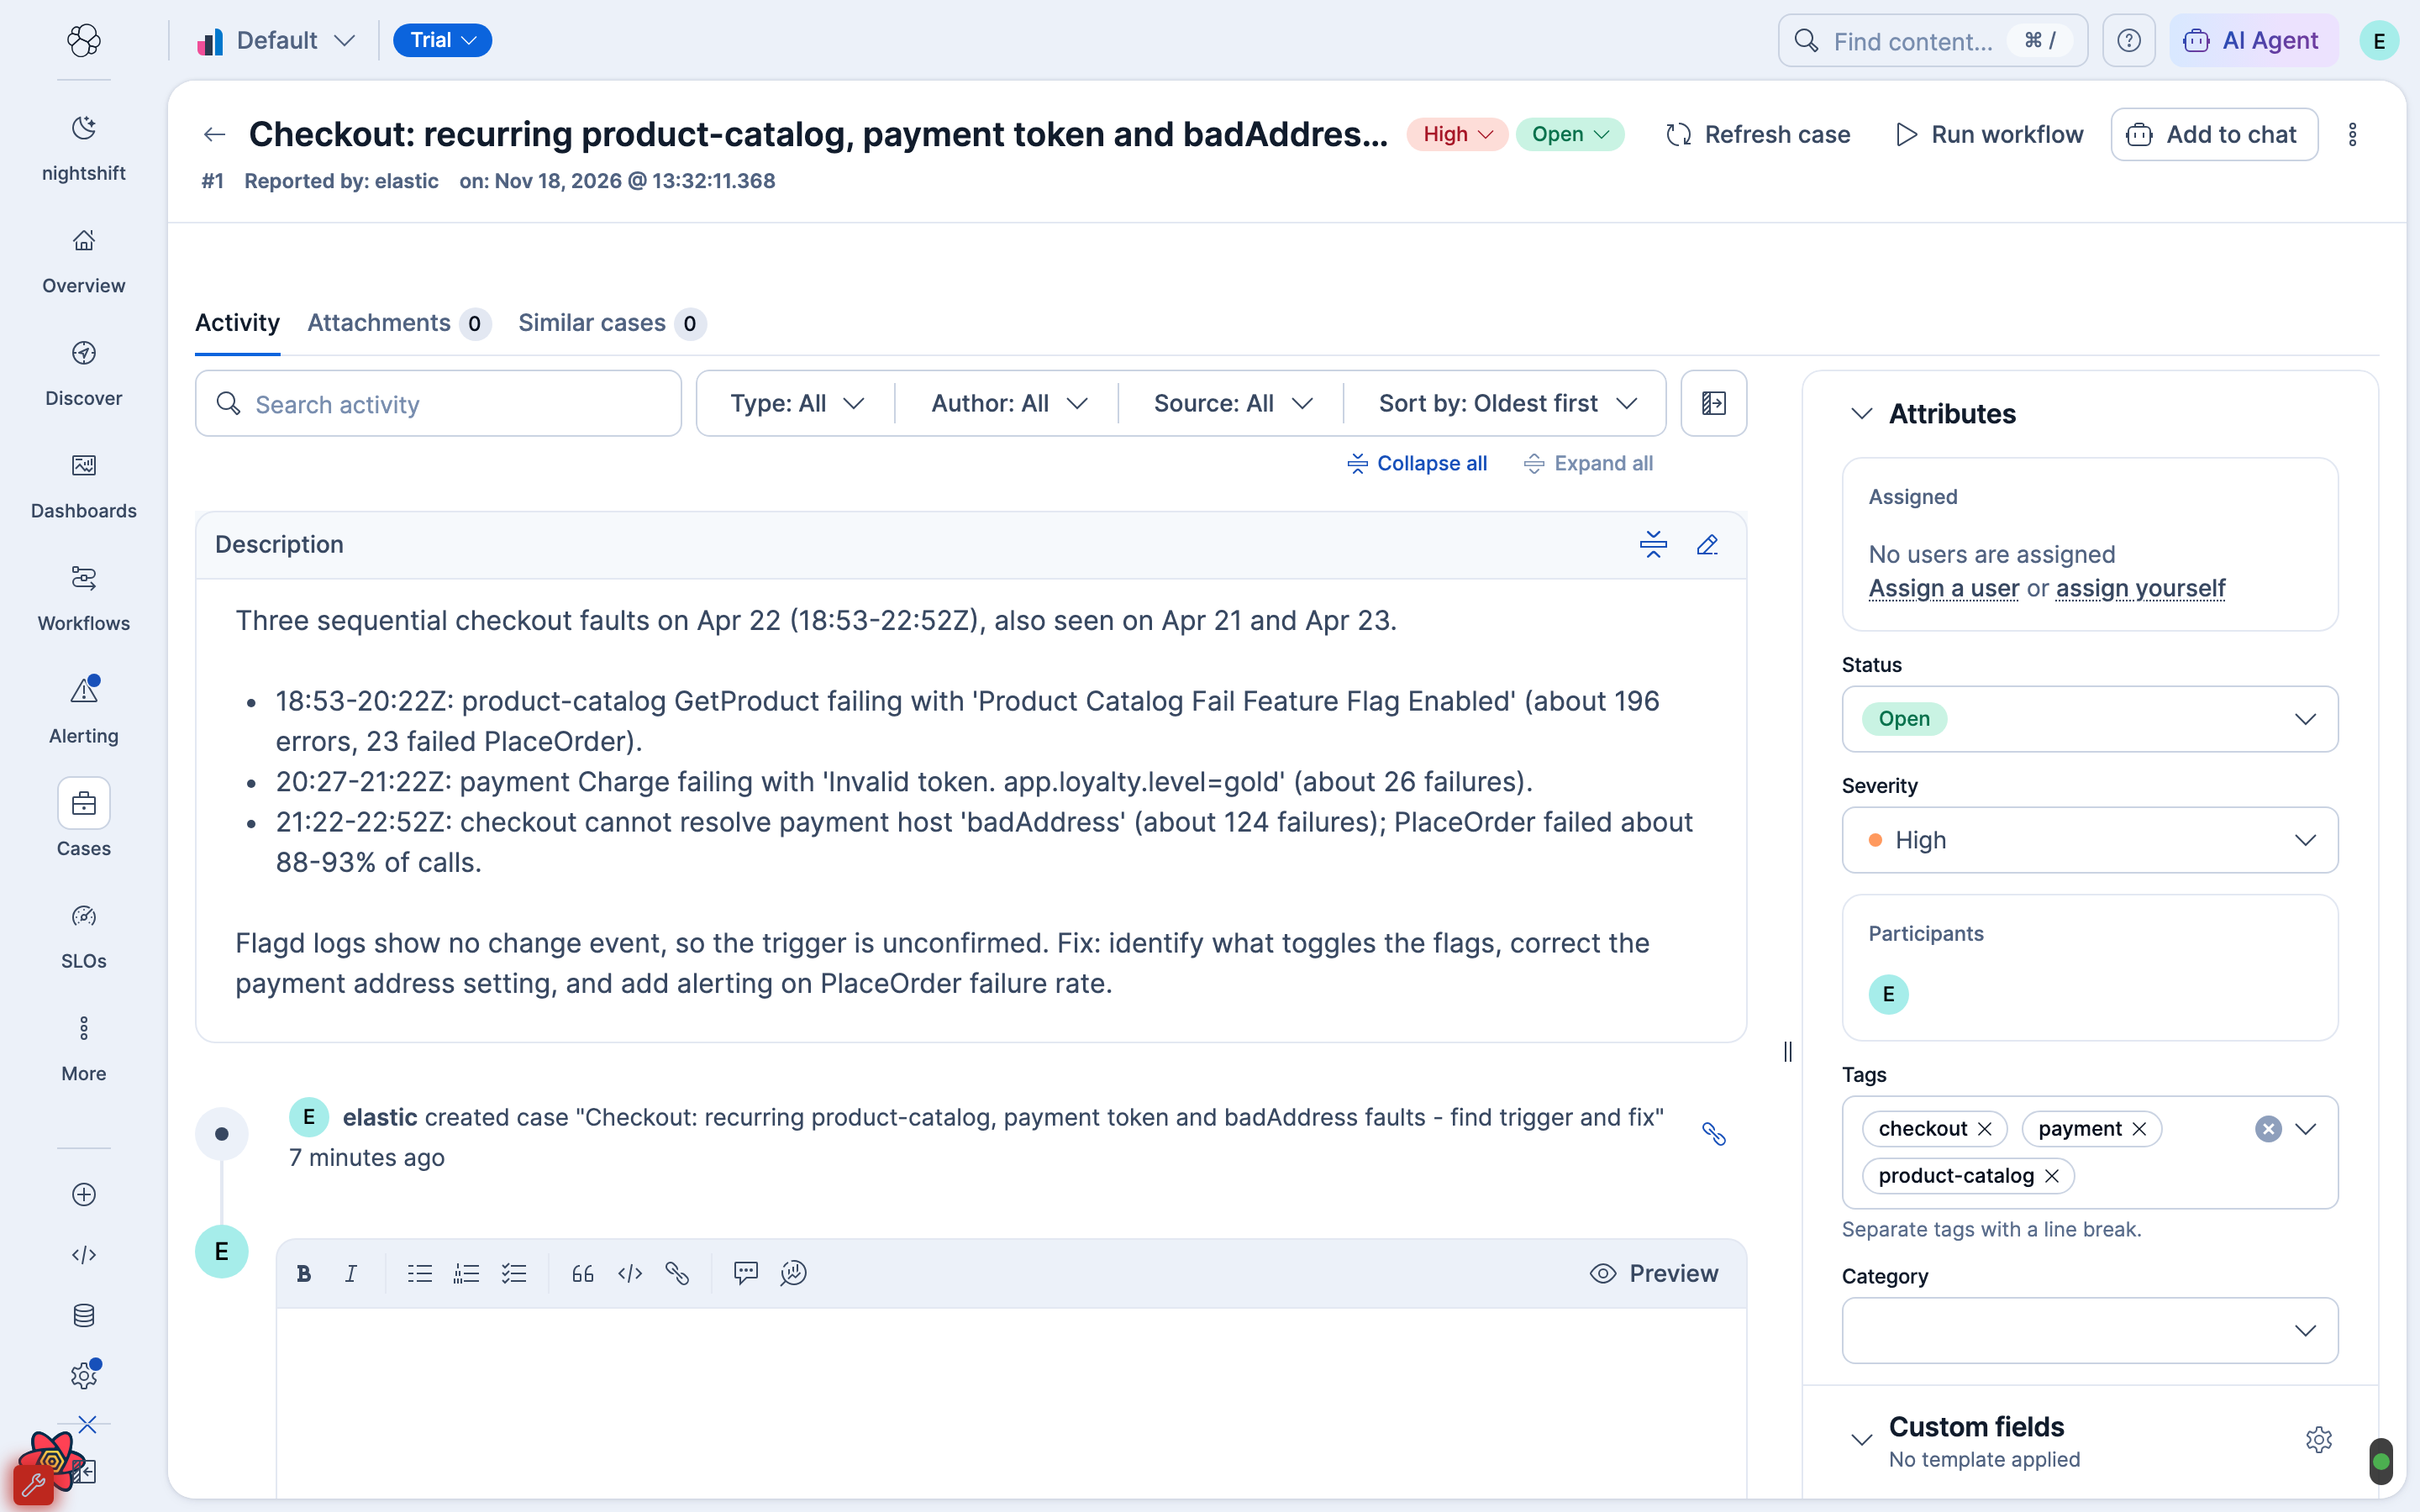 Default
Trial
Find content...
⌘ /
AI Agent
E
nightshift
Overview
Discover
Dashboards
Workflows
Alerting
Cases
SLOs
More
Checkout: recurring product-catalog, payment token and badAddres...
High
Open
Refresh case
Run workflow
Add to chat
#1 Reported by: elastic on: Nov 18, 2026 @ 13:32:11.368
Activity
Attachments 0
Similar cases 0
Search activity
Type: All
Author: All
Source: All
Sort by: Oldest first
Collapse all
Expand all
Description
Three sequential checkout faults on Apr 22 (18:53-22:52Z), also seen on Apr 21 and Apr 23.
• 18:53-20:22Z: product-catalog GetProduct failing with 'Product Catalog Fail Feature Flag Enabled' (about 196
errors, 23 failed PlaceOrder).
• 20:27-21:22Z: payment Charge failing with 'Invalid token. app.loyalty.level=gold' (about 26 failures).
• 21:22-22:52Z: checkout cannot resolve payment host 'badAddress' (about 124 failures); PlaceOrder failed about
88-93% of calls.
Flagd logs show no change event, so the trigger is unconfirmed. Fix: identify what toggles the flags, correct the
payment address setting, and add alerting on PlaceOrder failure rate.
E elastic created case "Checkout: recurring product-catalog, payment token and badAddress faults - find trigger and fix"
7 minutes ago
E
B I
Preview
Attributes
Assigned
No users are assigned
Assign a user or assign yourself
Status
Open
Severity
High
Participants
E
Tags
checkout
payment
product-catalog
Separate tags with a line break.
Category
Custom fields
No template applied